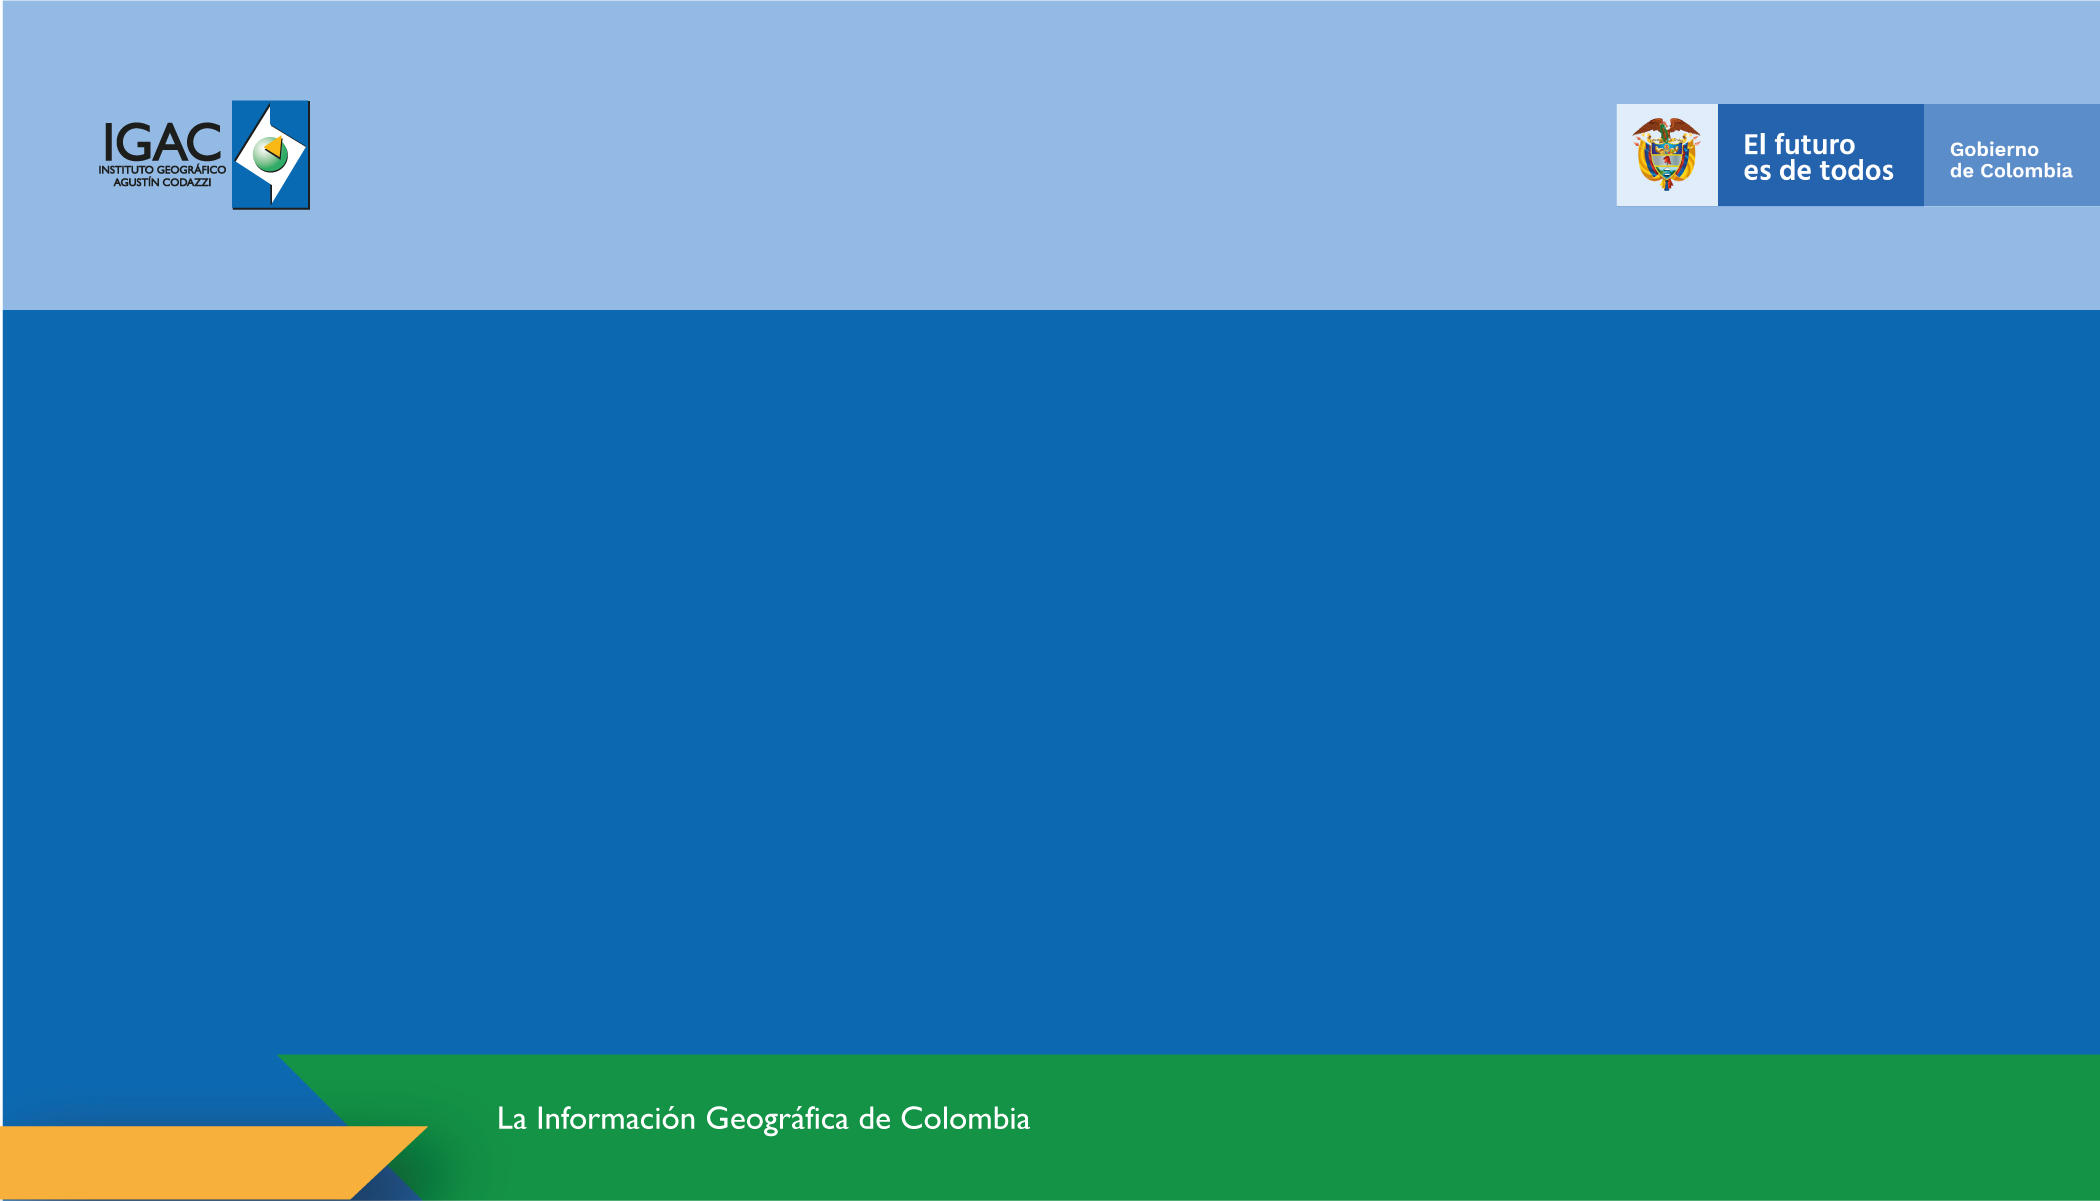 IGAC
INSTITUTO GEOGRÁFICO
AGUSTÍN CODAZZI
El futuro
es de todos
Gobierno
de Colombia
La Información Geográfica de Colombia